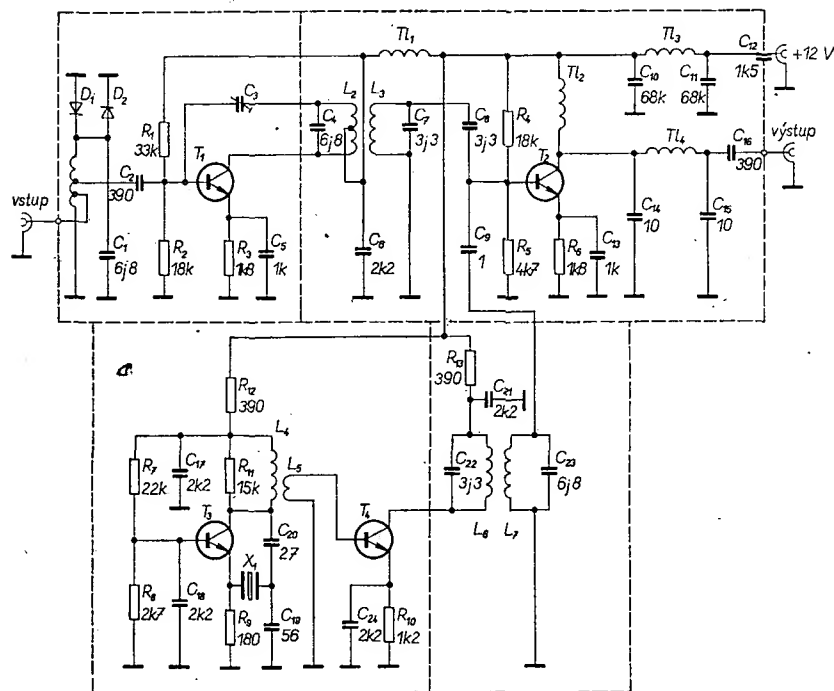 Tl₁
Tl₃
C₁₂
1k5
+12 V
D₁
D₂
C₃
L₂
L₃
Tl₂
C₁₀
68k
C₁₁
68k
R₁
33k
C₄
6j8
C₇
3j3
C₈
3j3
R₄
18k
výstup
C₁₆
390
T₁
T₂
Tl₄
C₂
390
vstup
C₁
6j8
R₂
18k
R₃
1k8
C₅
1k
C₆
2k2
C₉
1
R₅
4k7
R₆
1k8
C₁₃
1k
C₁₄
10
C₁₅
10
R₁₂
390
R₁₃
390
C₂₁
2k2
L₄
L₅
R₇
22k
C₁₇
2k2
R₁₁
15k
C₂₂
3j3
C₂₃
6j8
T₃
T₄
L₆
L₇
C₂₀
27
X₁
R₈
2k7
C₁₈
2k2
R₉
180
C₁₉
56
C₂₄
2k2
R₁₀
1k2